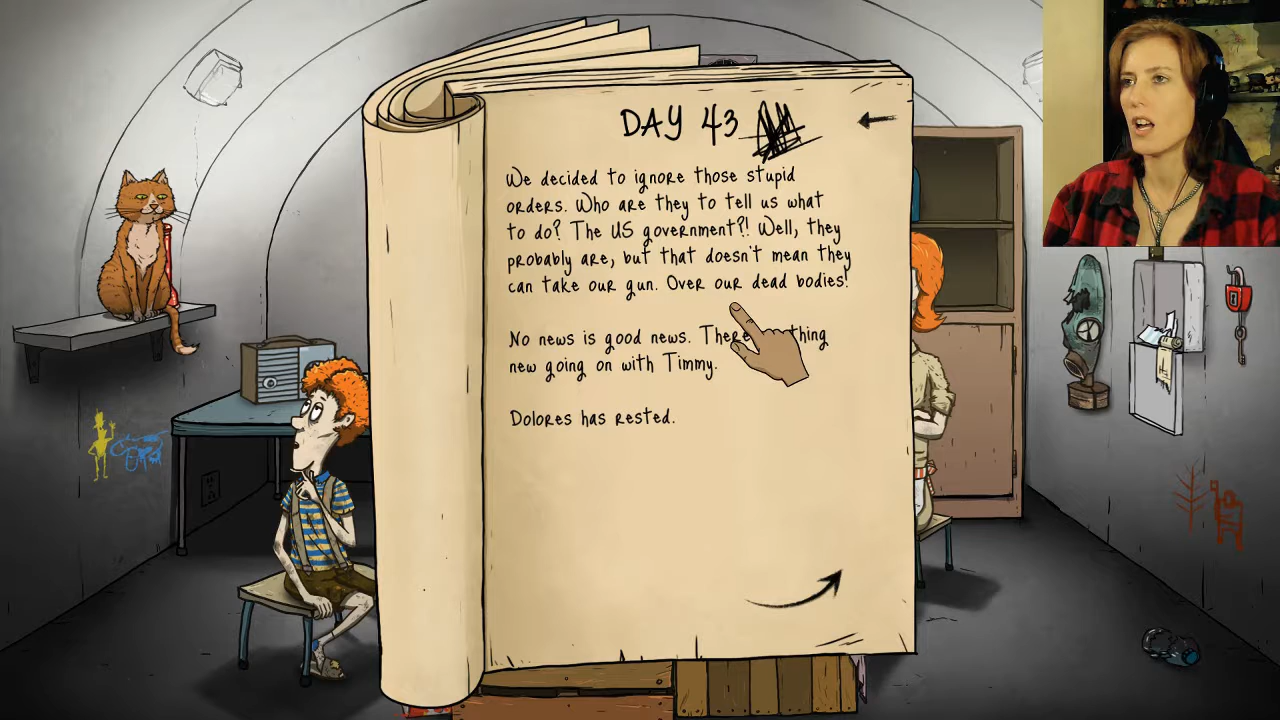 DAY 43
We decided to ignore those stupid
orders. Who are they to tell us what
to do? The US government?! Well, they
probably are, but that doesn't mean they
can take our gun. Over our dead bodies!
No news is good news. There thing
new going on with Timmy.
Dolores has rested.